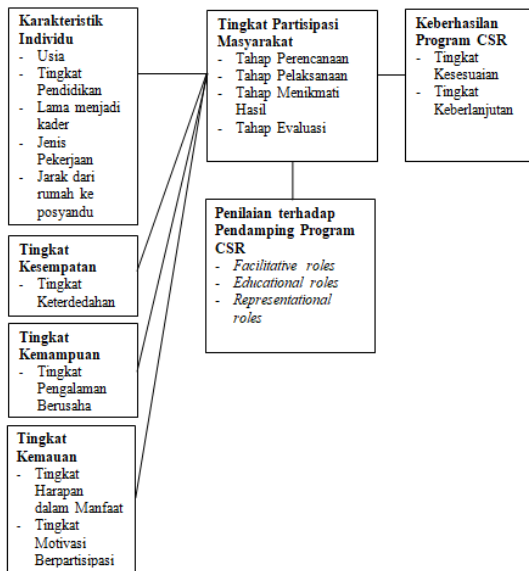 Karakteristik
Individu
- Usia
- Tingkat
Pendidikan
- Lama menjadi
kader
- Jenis
Pekerjaan
- Jarak dari
rumah ke
posyandu
Tingkat
Kesempatan
- Tingkat
Keterdedahan
Tingkat
Kemampuan
- Tingkat
Pengalaman
Berusaha
Tingkat
Kemauan
- Tingkat
Harapan
dalam Manfaat
- Tingkat
Motivasi
Berpartisipasi
Tingkat Partisipasi
Masyarakat
- Tahap Perencanaan
- Tahap Pelaksanaan
- Tahap Menikmati
Hasil
- Tahap Evaluasi
Penilaian terhadap
Pendamping Program
CSR
- Facilitative roles
- Educational roles
- Representational
roles
Keberhasilan
Program CSR
- Tingkat
Kesesuaian
- Tingkat
Keberlanjutan